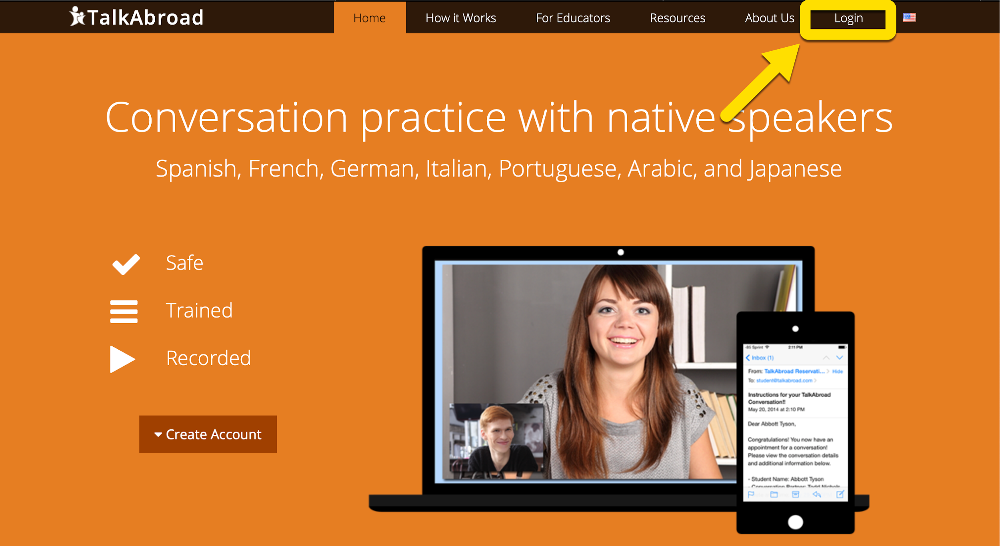 TalkAbroad
Home
How it Works
For Educators
Resources
About Us
Login
Conversation practice with native speakers
Spanish, French, German, Italian, Portuguese, Arabic, and Japanese
Safe
Trained
Recorded
Create Account
-85 Sprint 2:11 PM
Inbox (1)
From: TalkAbroad Reservati... Hide
To: student@talkabroad.com
Instructions for your TalkAbroad
Conversation!!
May 20, 2014 at 2:10 PM
Dear Abbott Tyson,
Congratulations! You now have an
appointment for a conversation!
Please view the conversation details
and additional information below.
- Student Name: Abbott Tyson
- Conversation Partner: Todd Nichols